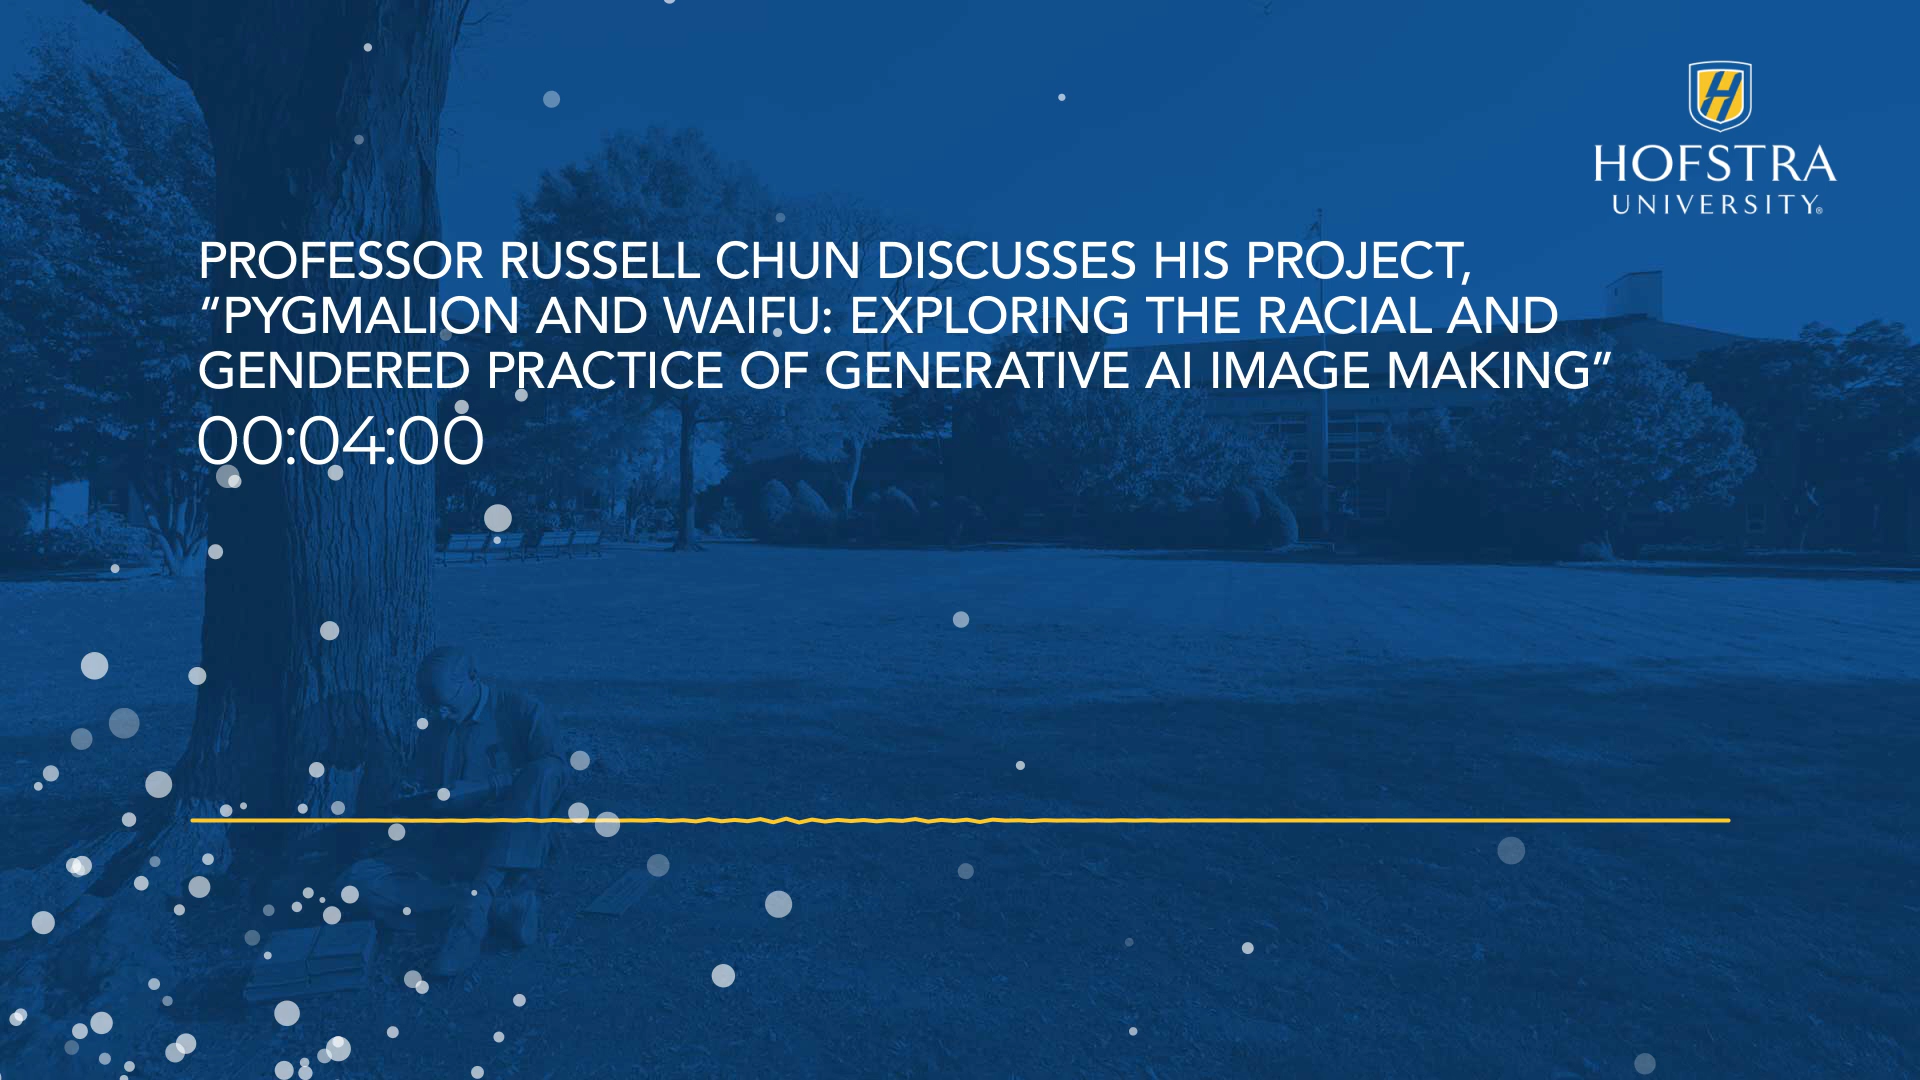 HOFSTRA
UNIVERSITY®
PROFESSOR RUSSELL CHUN DISCUSSES HIS PROJECT,
“PYGMALION AND WAIFU: EXPLORING THE RACIAL AND
GENDERED PRACTICE OF GENERATIVE AI IMAGE MAKING”
00:04:00